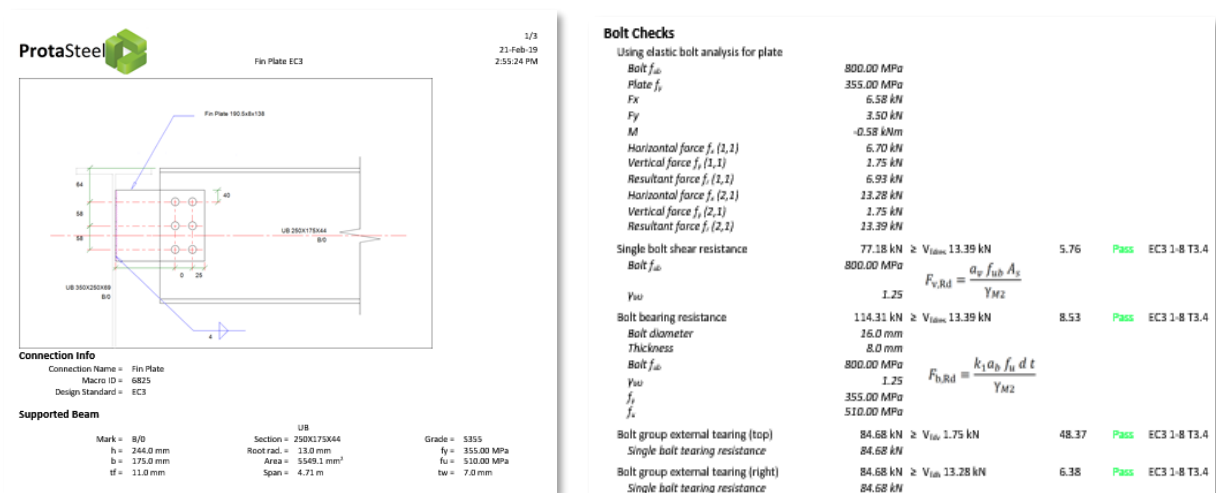 ProtaSteel
1/3
21-Feb-19
2:55:24 PM
Fin Plate EC3
Fin Plate 160.5x8x138
64
58
58
40
UB 250X175X44
B/0
0 25
UB 350X250X69
B/0
4
Connection Info
Connection Name = Fin Plate
Macro ID = 6825
Design Standard = EC3
Supported Beam
UB
Mark = B/0 Section = 250X175X44 Grade = S355
h = 244.0 mm Root rad. = 13.0 mm fy = 355.00 MPa
b = 175.0 mm Area = 5549.1 mm² fu = 510.00 MPa
tf = 11.0 mm Span = 4.71 m tw = 7.0 mm
Bolt Checks
Using elastic bolt analysis for plate
Bolt fub 800.00 MPa
Plate fy 355.00 MPa
Fx 6.58 kN
Fy 3.50 kN
M -0.58 kNm
Horizontal force fx (1,1) 6.70 kN
Vertical force fy (1,1) 1.75 kN
Resultant force fr (1,1) 6.93 kN
Horizontal force fx (2,1) 13.28 kN
Vertical force fy (2,1) 1.75 kN
Resultant force fr (2,1) 13.39 kN
Single bolt shear resistance 77.18 kN ≥ 13.39 kN 5.76 Pass EC3 1-8 T3.4
Bolt fub 800.00 MPa
Fv,Rd = av fub As / γM2
γM2 1.25
Bolt bearing resistance 114.31 kN ≥ 13.39 kN 8.53 Pass EC3 1-8 T3.4
Bolt diameter 16.0 mm
Thickness 8.0 mm
Bolt fub 800.00 MPa
Fb,Rd = k1 ab fu d t / γM2
γM2 1.25
fy 355.00 MPa
fu 510.00 MPa
Bolt group external tearing (top) 84.68 kN ≥ 1.75 kN 48.37 Pass EC3 1-8 T3.4
Single bolt tearing resistance 84.68 kN
Bolt group external tearing (right) 84.68 kN ≥ 13.28 kN 6.38 Pass EC3 1-8 T3.4
Single bolt tearing resistance 84.68 kN